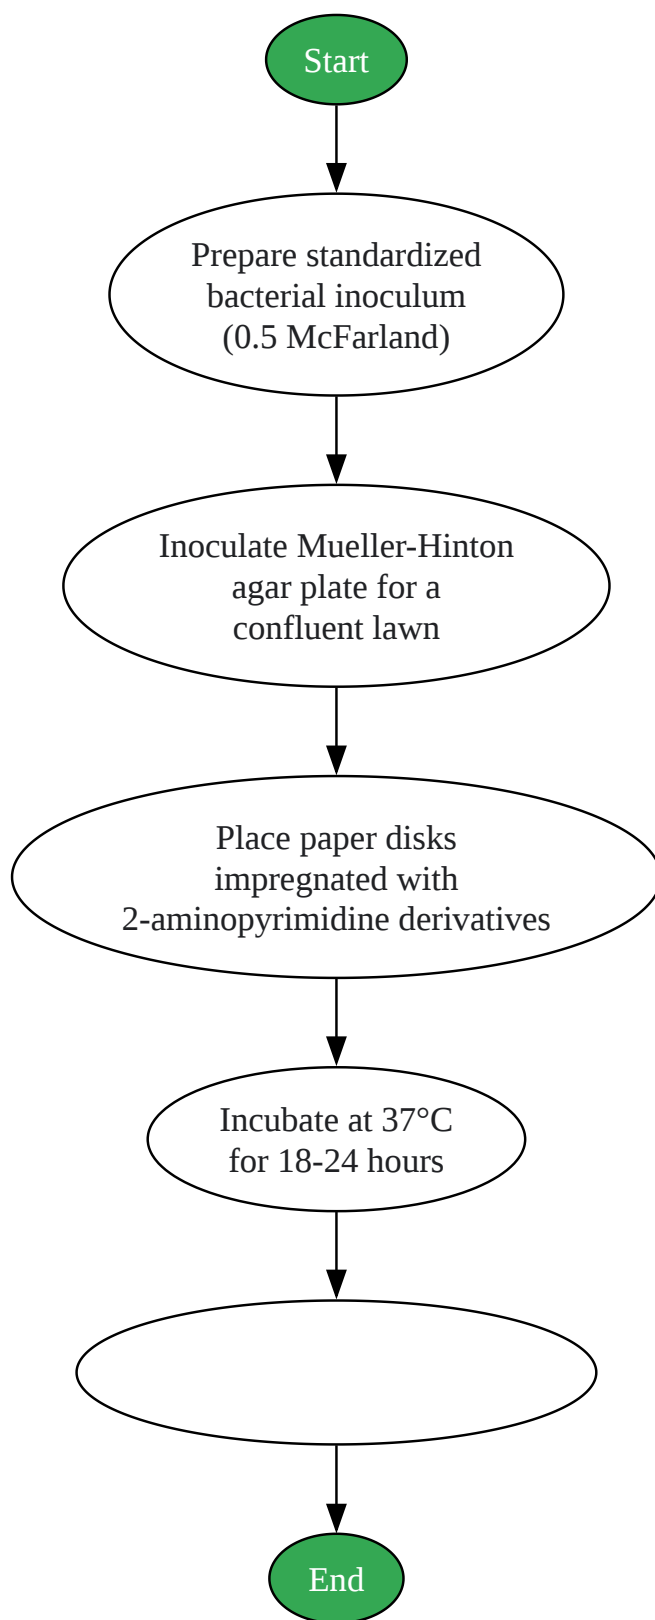 Start
Prepare standardized
bacterial inoculum
(0.5 McFarland)
Inoculate Mueller-Hinton
agar plate for a
confluent lawn
Place paper disks
impregnated with
2-aminopyrimidine derivatives
Incubate at 37°C
for 18-24 hours
End